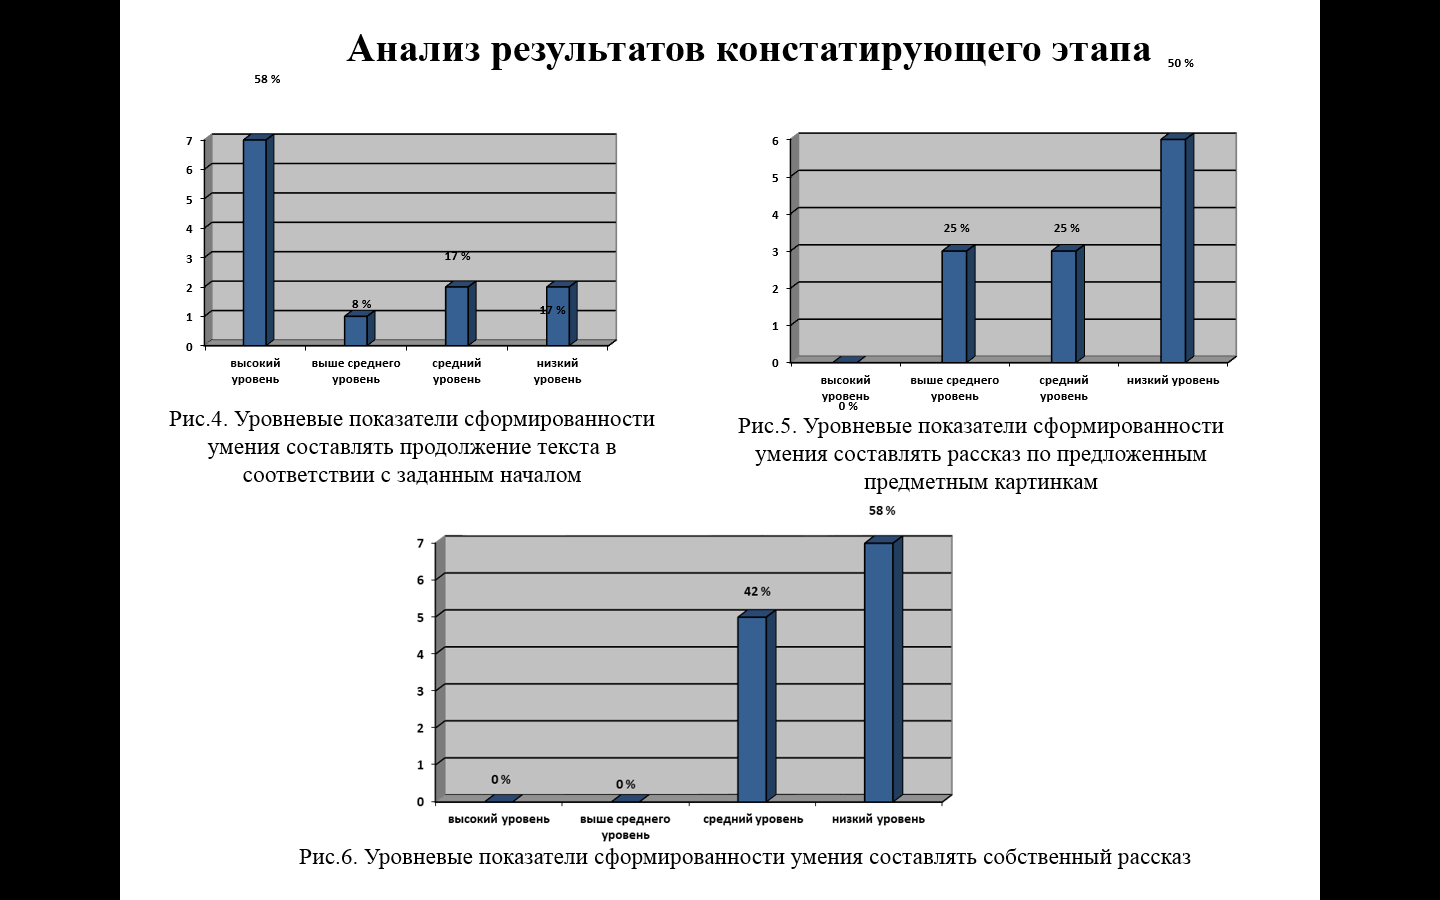 Анализ результатов констатирующего этапа
58 %
7
6
5
4
3
2
1
0
17 %
8 %
17 %
высокий уровень
выше среднего уровень
средний уровень
низкий уровень
Рис.4. Уровневые показатели сформированности
умения составлять продолжение текста в
соответствии с заданным началом
50 %
6
5
4
3
2
1
0
25 %
25 %
высокий уровень
выше среднего уровень
средний уровень
низкий уровень
0 %
Рис.5. Уровневые показатели сформированности
умения составлять рассказ по предложенным
предметным картинкам
58 %
7
6
5
4
3
2
1
0
42 %
0 %
0 %
высокий уровень
выше среднего уровень
средний уровень
низкий уровень
Рис.6. Уровневые показатели сформированности умения составлять собственный рассказ